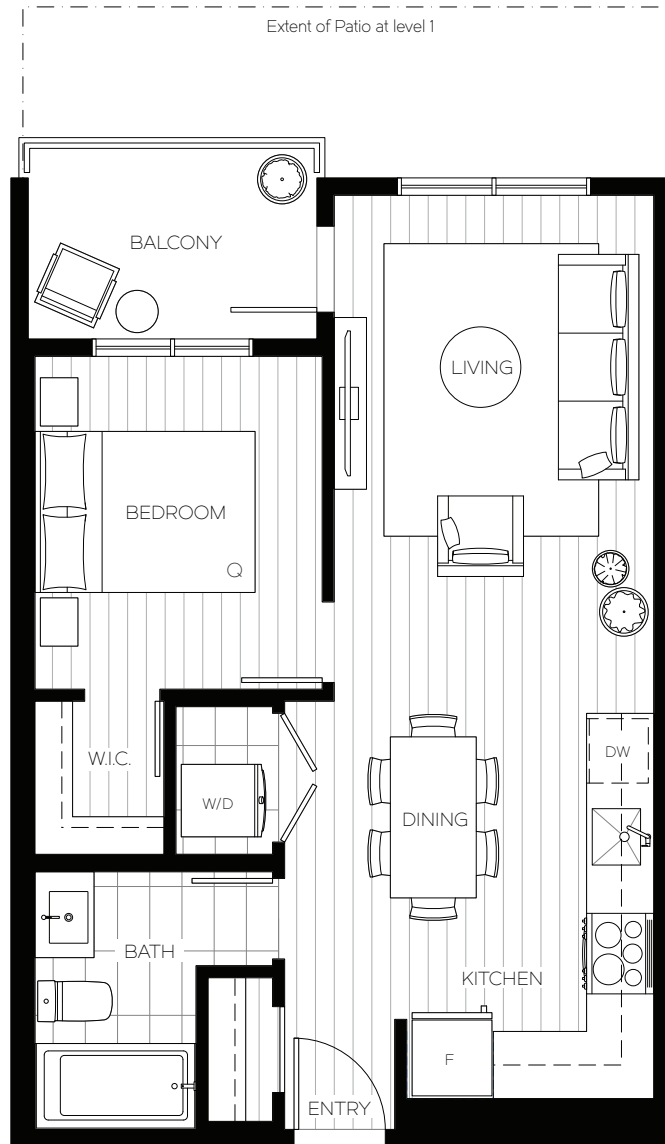 Extent of Patio at level 1
BALCONY
LIVING
BEDROOM
Q
W.I.C.
DW
W/D
DINING
BATH
KITCHEN
F
ENTRY